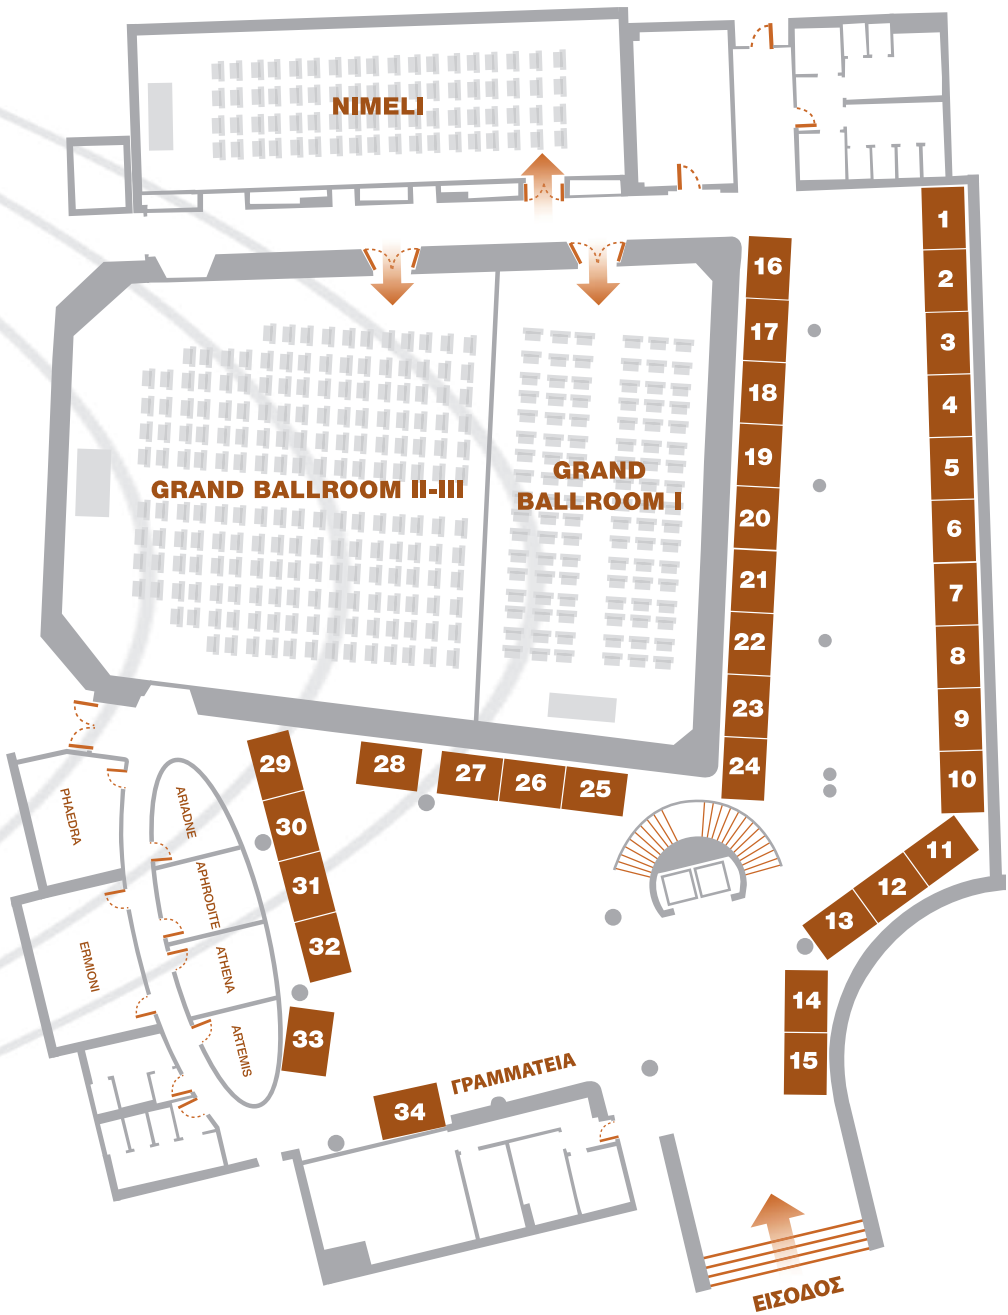 NIMELI
1
2
3
4
5
6
7
8
9
10
11
12
13
14
15
16
17
18
19
20
21
22
23
24
GRAND BALLROOM II-III
GRAND
BALLROOM I
25
26
27
28
29
30
31
32
33
34
PHAEDRA
ARIADNE
APHRODITE
ERMIONI
ATHENA
ARTEMIS
ΓΡΑΜΜΑΤΕΙΑ
ΕΙΣΟΔΟΣ